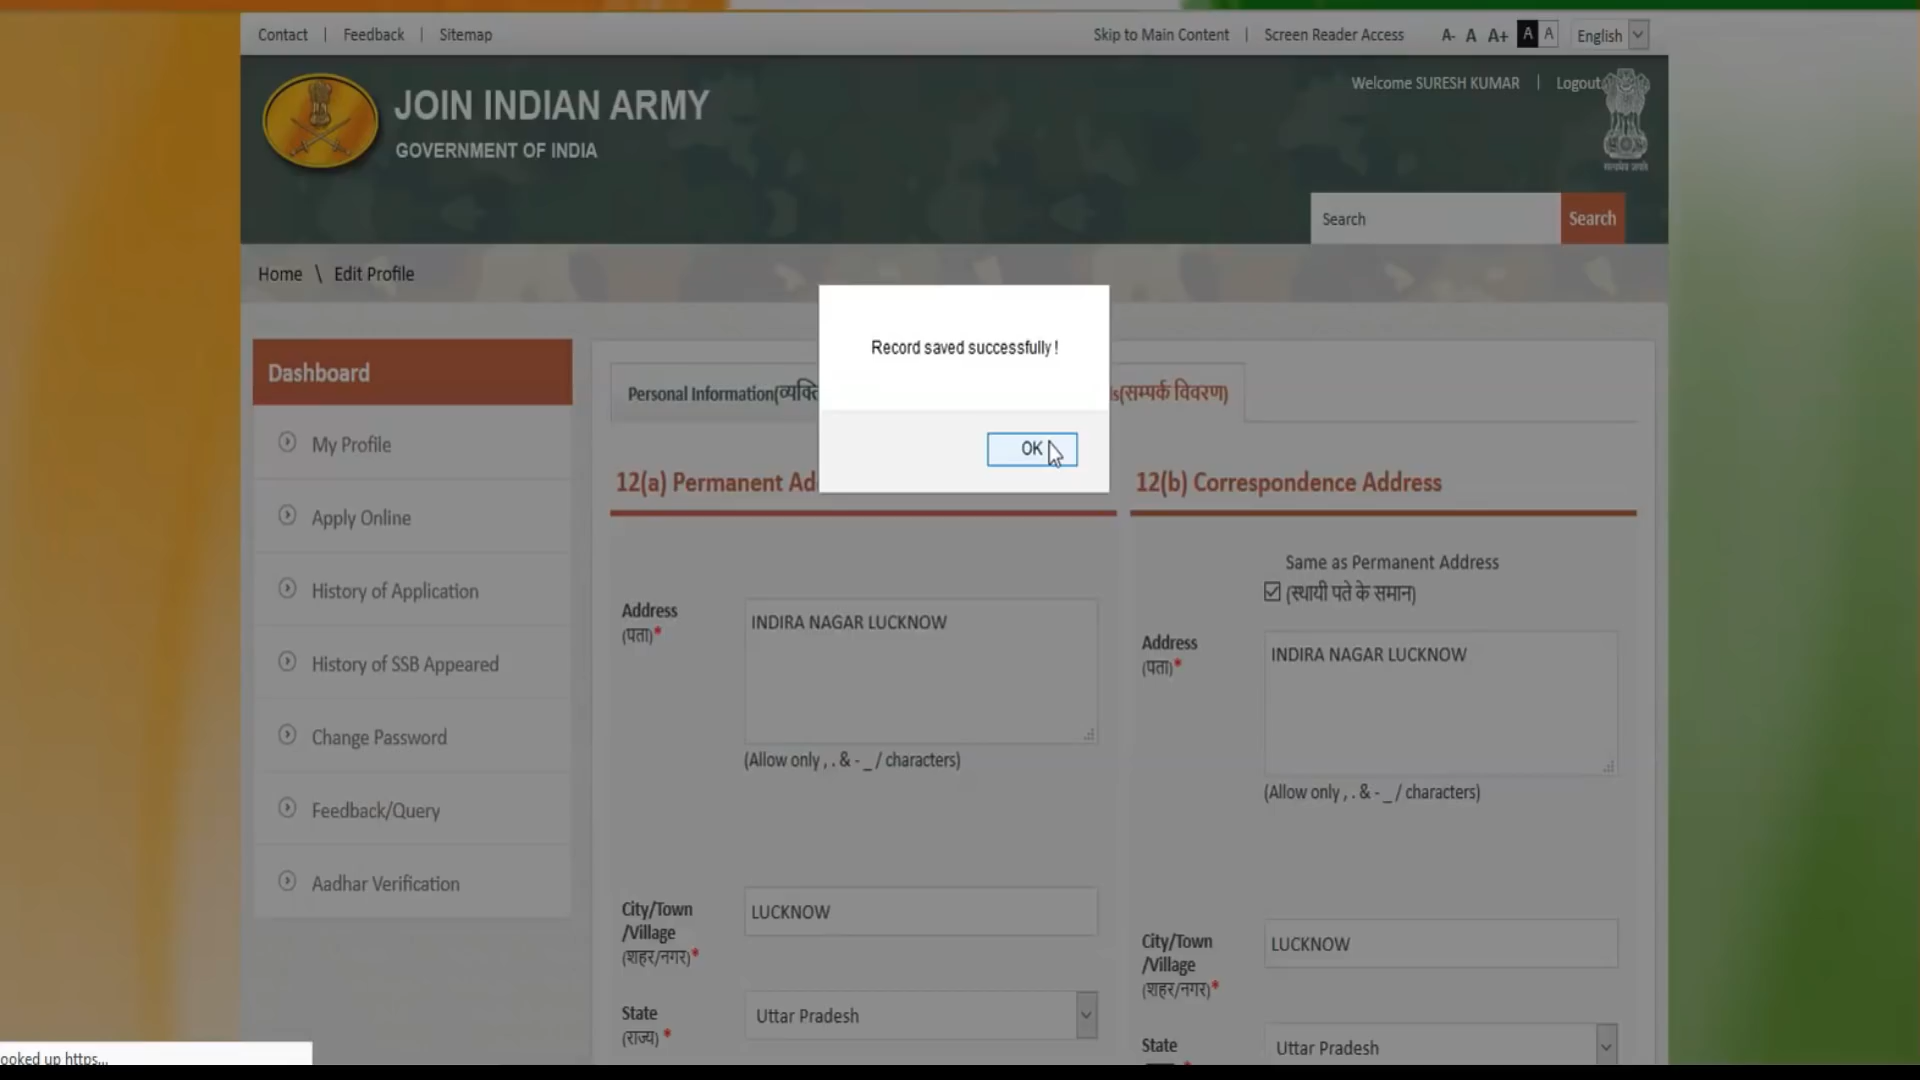 Contact | Feedback | Sitemap
Skip to Main Content | Screen Reader Access A- A A+ A A English
Welcome SURESH KUMAR | Logout
JOIN INDIAN ARMY
GOVERNMENT OF INDIA
सत्यमेव जयते
Search Search
Home \ Edit Profile
Record saved successfully !
OK
Dashboard
My Profile
Apply Online
History of Application
History of SSB Appeared
Change Password
Feedback/Query
Aadhar Verification
Personal Information(व्यक्ति
ls(सम्पर्क विवरण)
12(a) Permanent Ad
Address
(पता)*
INDIRA NAGAR LUCKNOW
(Allow only , . & - _ / characters)
City/Town
/Village
(शहर/नगर)*
LUCKNOW
State
(राज्य) *
Uttar Pradesh
12(b) Correspondence Address
Same as Permanent Address
(स्थायी पते के समान)
Address
(पता)*
INDIRA NAGAR LUCKNOW
(Allow only , . & - _ / characters)
City/Town
/Village
(शहर/नगर)*
LUCKNOW
State
*
Uttar Pradesh
ooked up https...